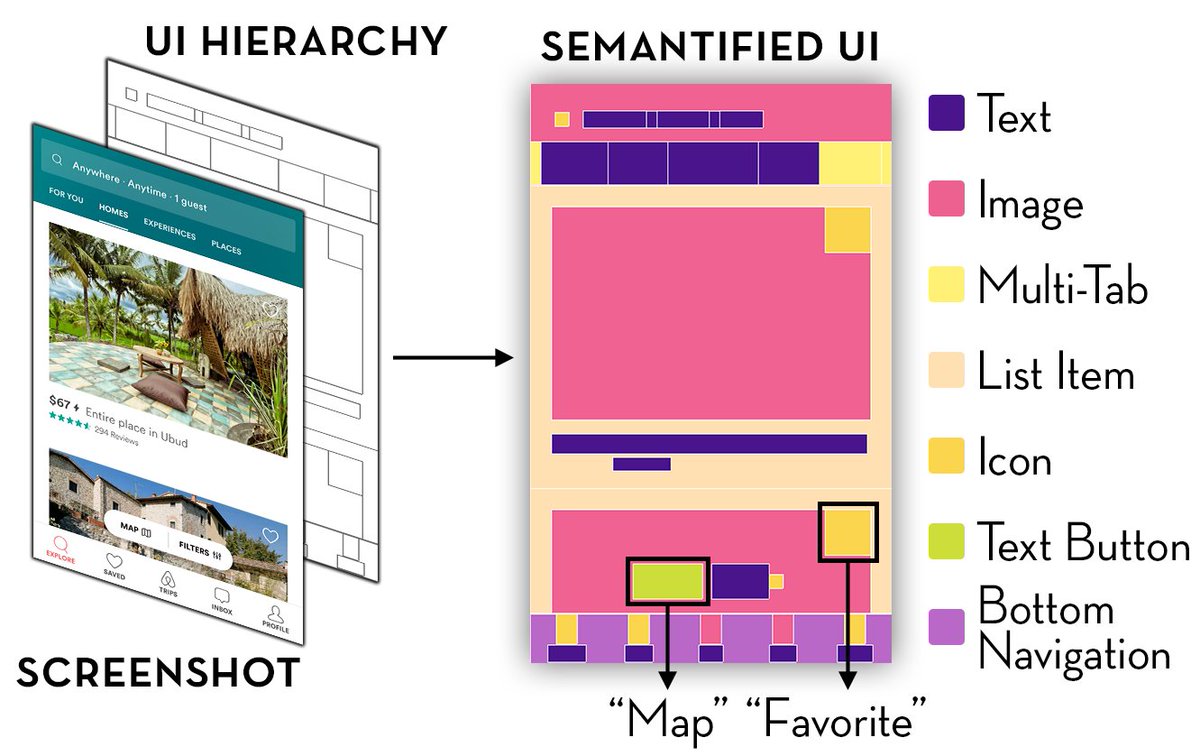 UI HIERARCHY
SEMANTIFIED UI
Anywhere · Anytime · 1 guest
FOR YOU
HOMES
EXPERIENCES
PLACES
$67 Entire place in Ubud
294 Reviews
MAP
FILTERS
EXPLORE
SAVED
TRIPS
INBOX
PROFILE
SCREENSHOT
Text
Image
Multi-Tab
List Item
Icon
Text Button
Bottom
Navigation
“Map” “Favorite”